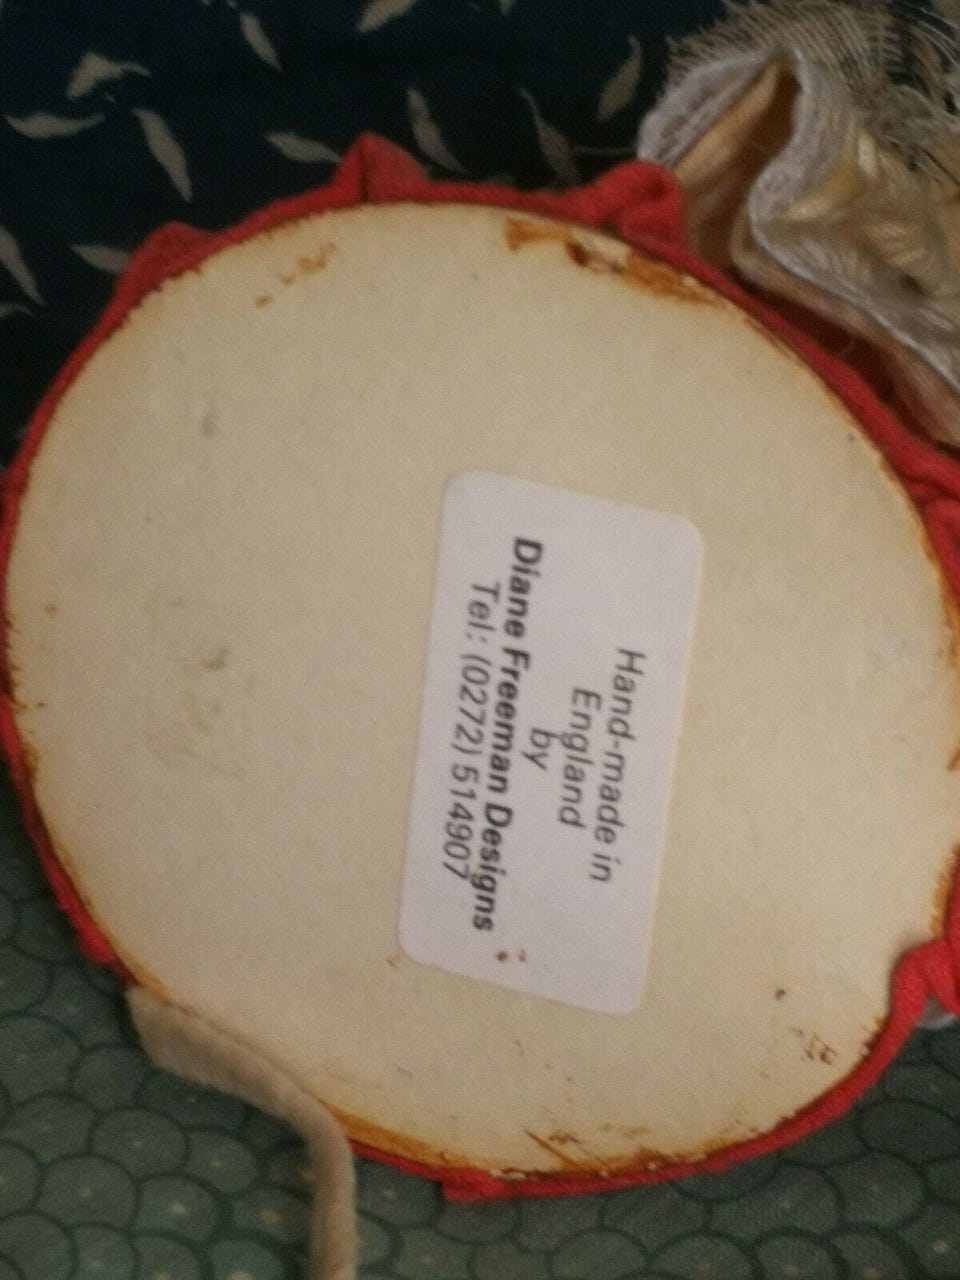 Hand-made in
England
by
Diane Freeman Designs
Tel: (0272) 514907